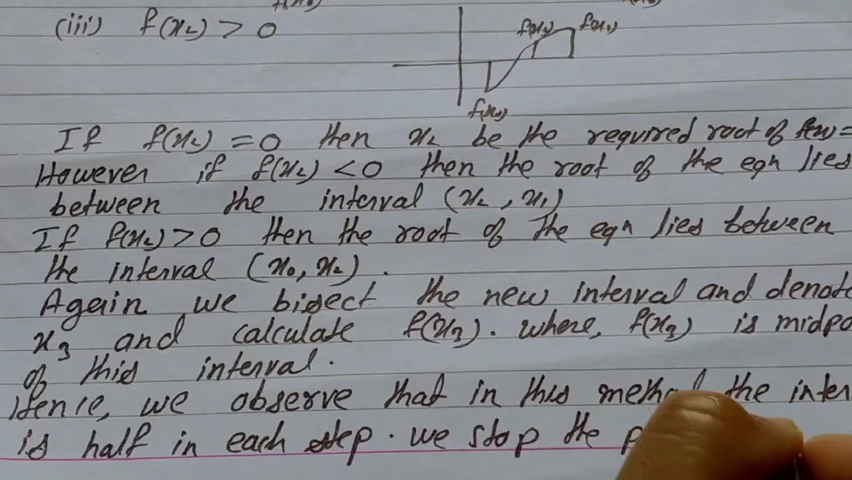 (iii) f(x₂) > 0
f(x₂) f(x₁)
f(x₀)
If f(x₂) = 0 then x₂ be the required root of f(x)=
However if f(x₂) < 0 then the root of the eqn lies
between the interval (x₂, x₁)
If f(x₂) > 0 then the root of the eqn lies between
the interval (x₀, x₂).
Again we bisect the new interval and denote
x₃ and calculate f(x₃). where, f(x₃) is midpo
of this interval.
Hence, we observe that in this method the inter
is half in each step. we stop the p